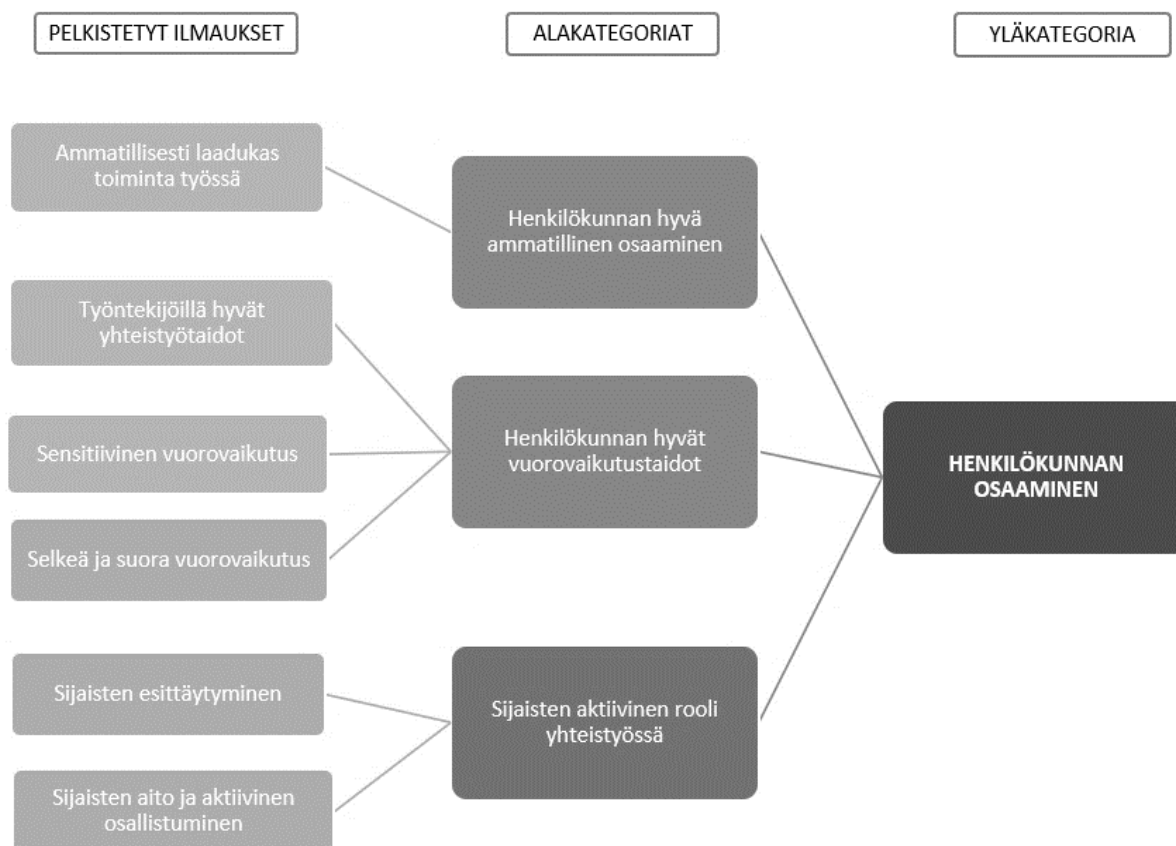 PELKISTETYT ILMAUKSET
ALAKATEGORIAT
YLÄKATEGORIA
Ammatillisesti laadukas
toiminta työssä
Työntekijöillä hyvät
yhteistyötaidot
Sensitiivinen vuorovaikutus
Selkeä ja suora vuorovaikutus
Sijaisten esittäytyminen
Sijaisten aito ja aktiivinen
osallistuminen
Henkilökunnan hyvä
ammatillinen osaaminen
Henkilökunnan hyvät
vuorovaikutustaidot
Sijaisten aktiivinen rooli
yhteistyössä
HENKILÖKUNNAN
OSAAMINEN